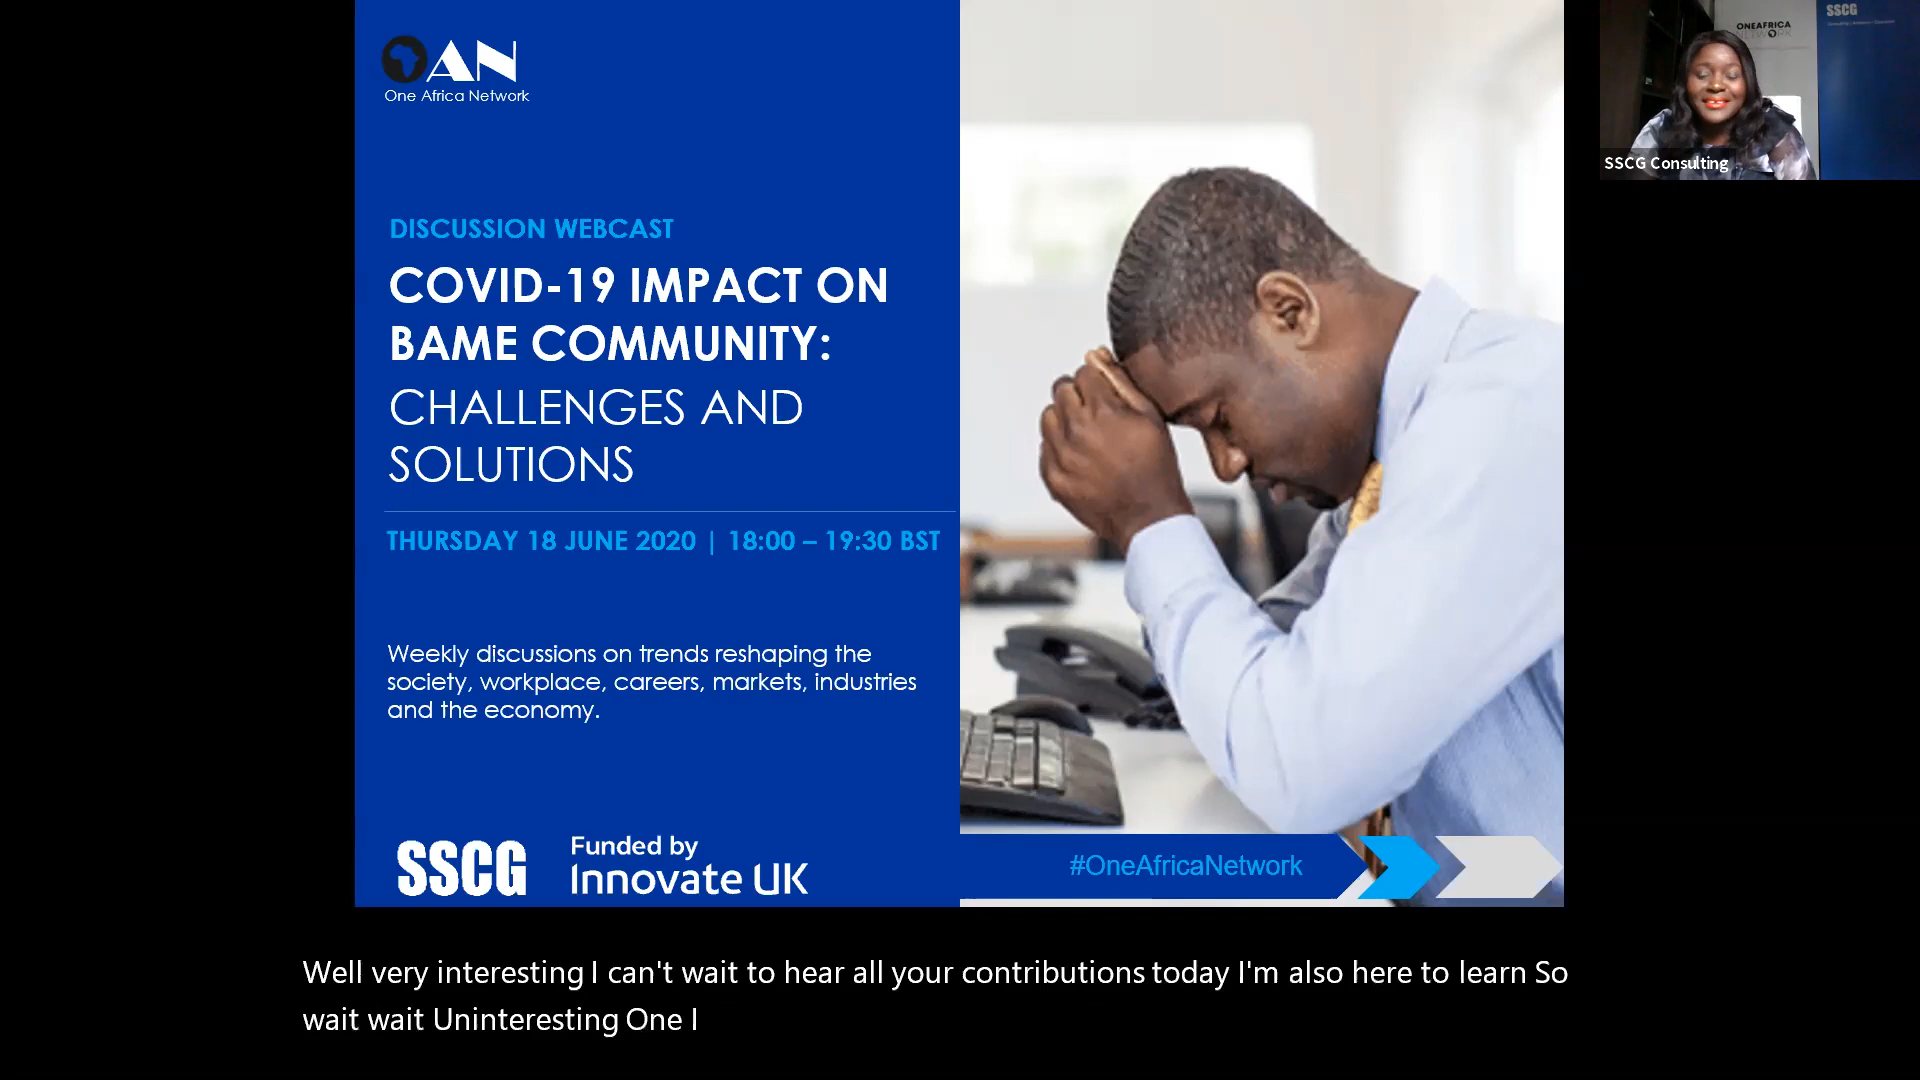 OAN
One Africa Network
DISCUSSION WEBCAST
COVID-19 IMPACT ON
BAME COMMUNITY:
CHALLENGES AND
SOLUTIONS
THURSDAY 18 JUNE 2020 | 18:00 – 19:30 BST
Weekly discussions on trends reshaping the
society, workplace, careers, markets, industries
and the economy.
SSCG
Funded by
Innovate UK
#OneAfricaNetwork
ONEAFRICA
NETWORK
SSCG
SSCG Consulting
Well very interesting I can't wait to hear all your contributions today I'm also here to learn So
wait wait Uninteresting One I